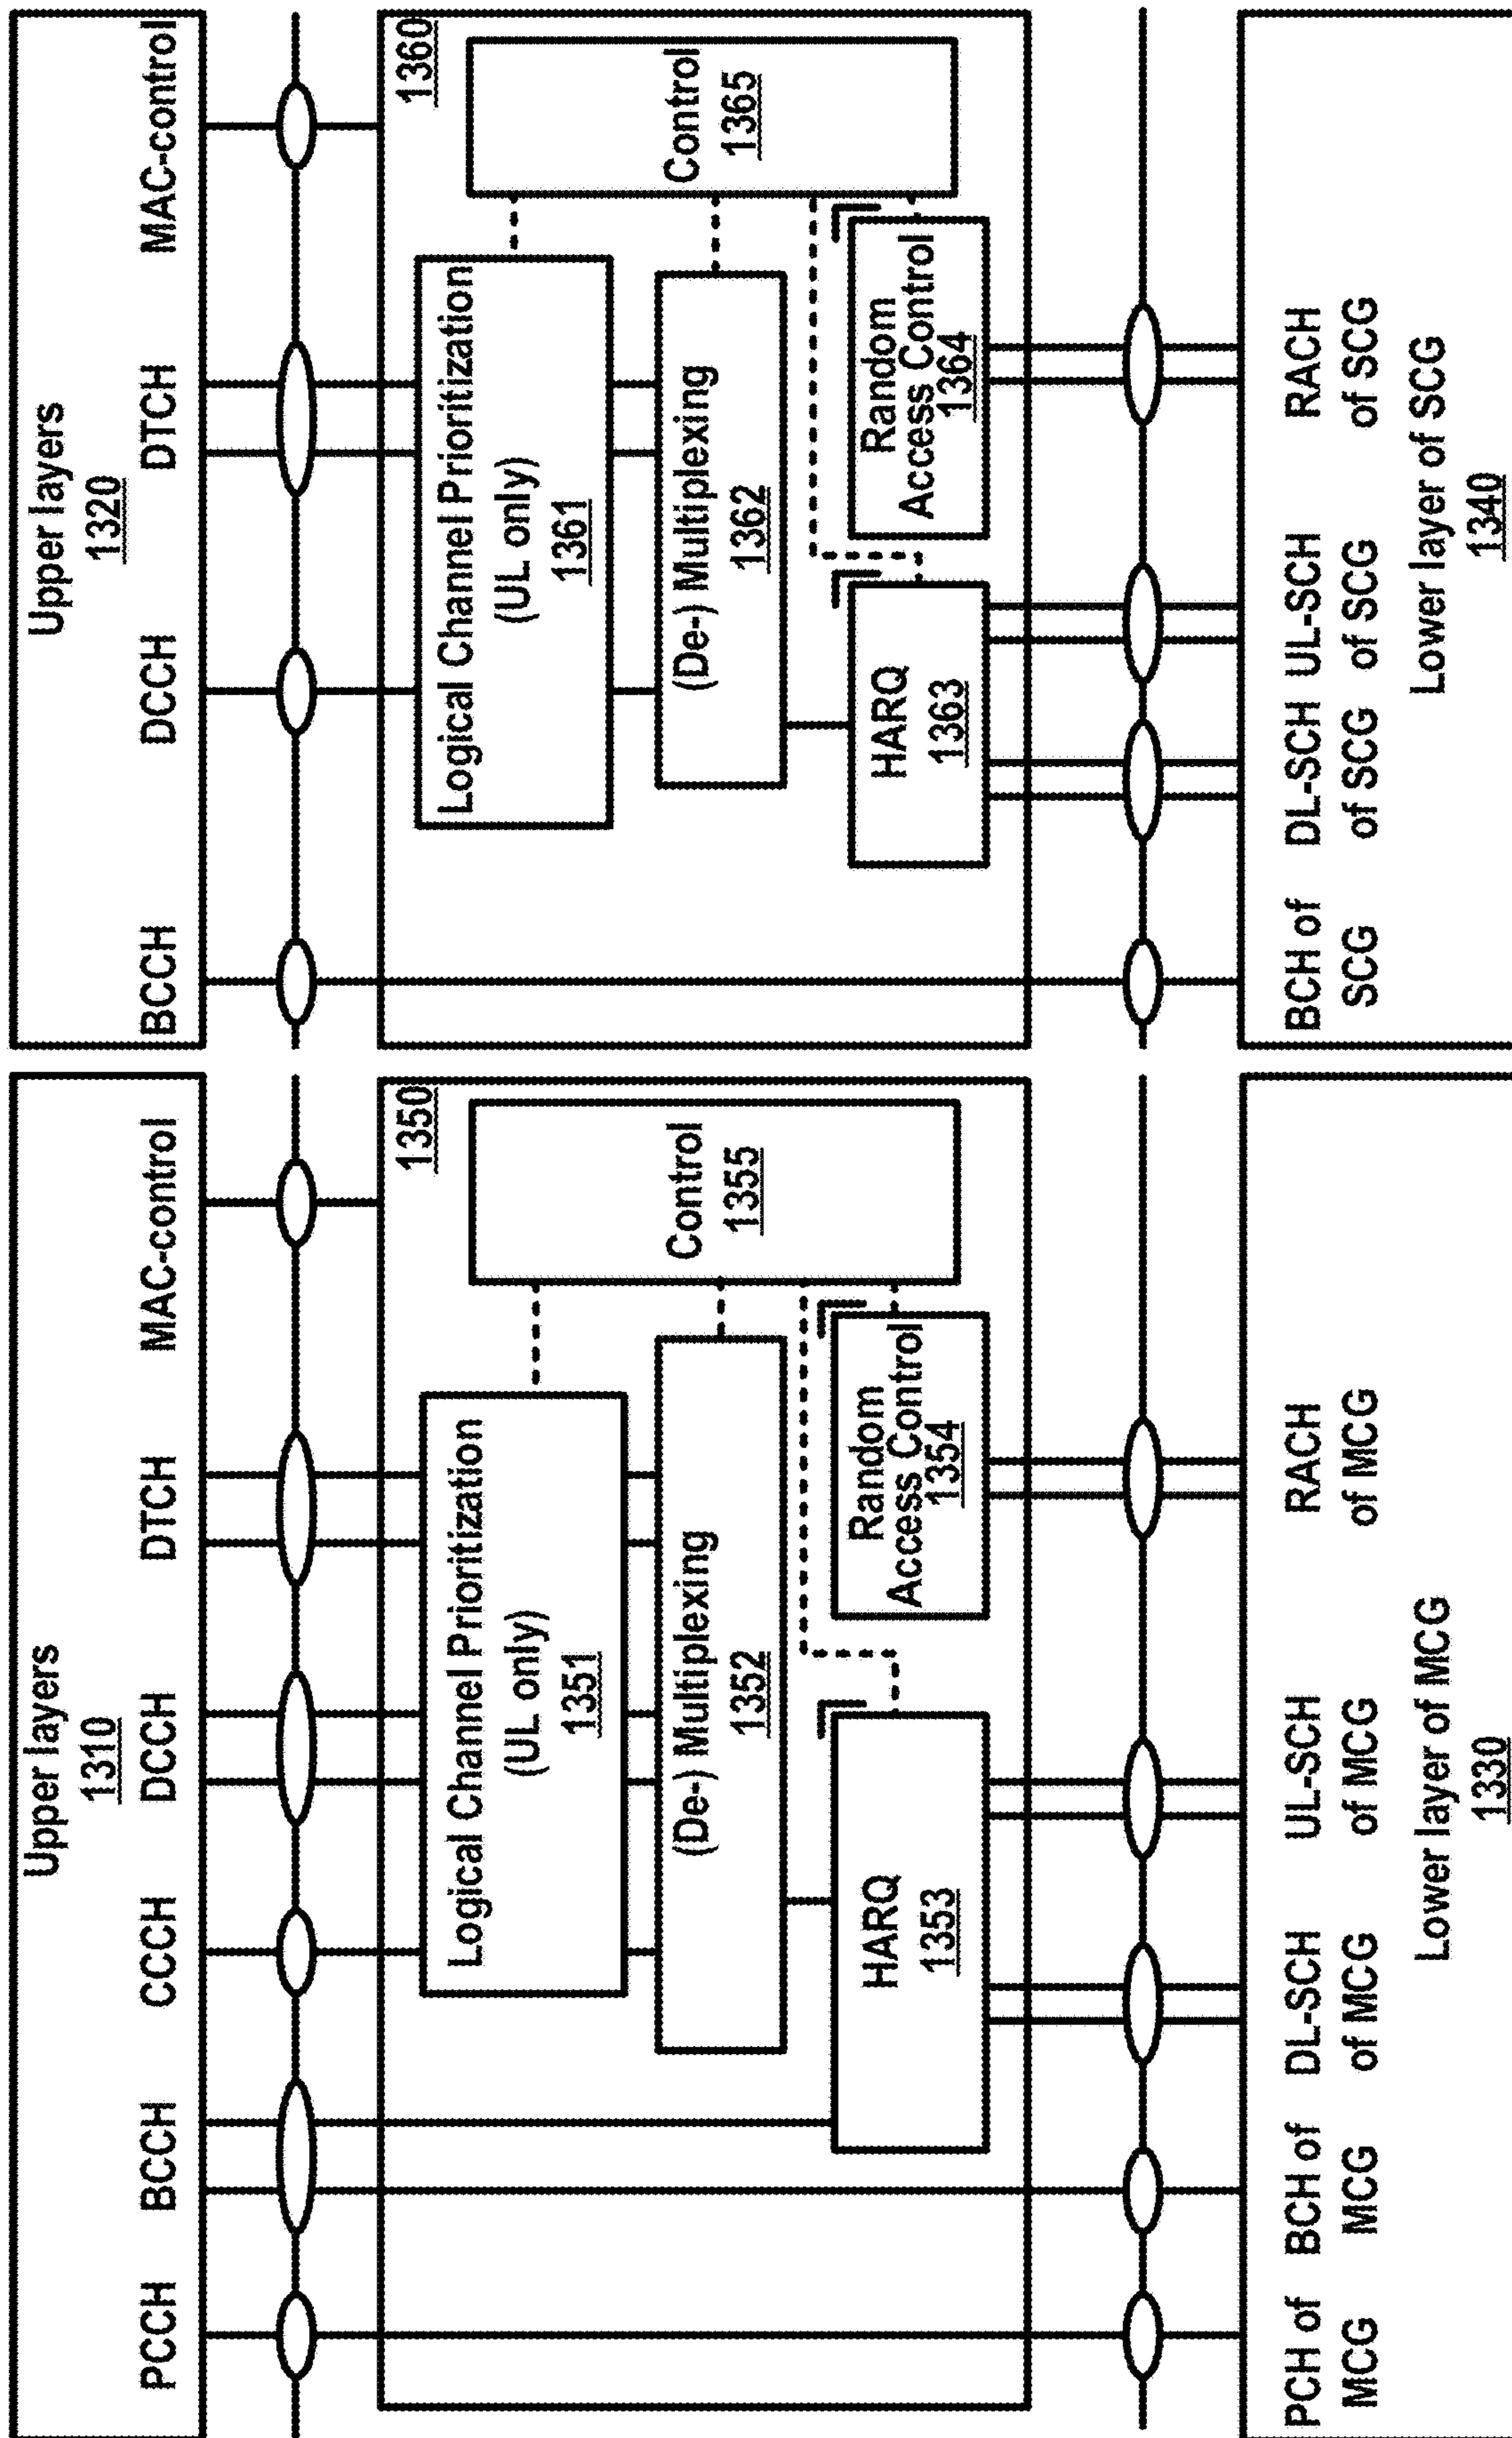 Upper layers
1310
PCCH BCCH CCCH DCCH DTCH MAC-control
1350
Logical Channel Prioritization
(UL only)
1351
Control
1355
(De-) Multiplexing
1352
HARQ
1353
Random
Access Control
1354
PCH of MCG
BCH of MCG
DL-SCH of MCG
UL-SCH of MCG
RACH of MCG
Lower layer of MCG
1330
Upper layers
1320
BCCH DCCH DTCH MAC-control
1360
Logical Channel Prioritization
(UL only)
1361
Control
1365
(De-) Multiplexing
1362
HARQ
1363
Random
Access Control
1364
BCH of SCG
DL-SCH of SCG
UL-SCH of SCG
RACH of SCG
Lower layer of SCG
1340